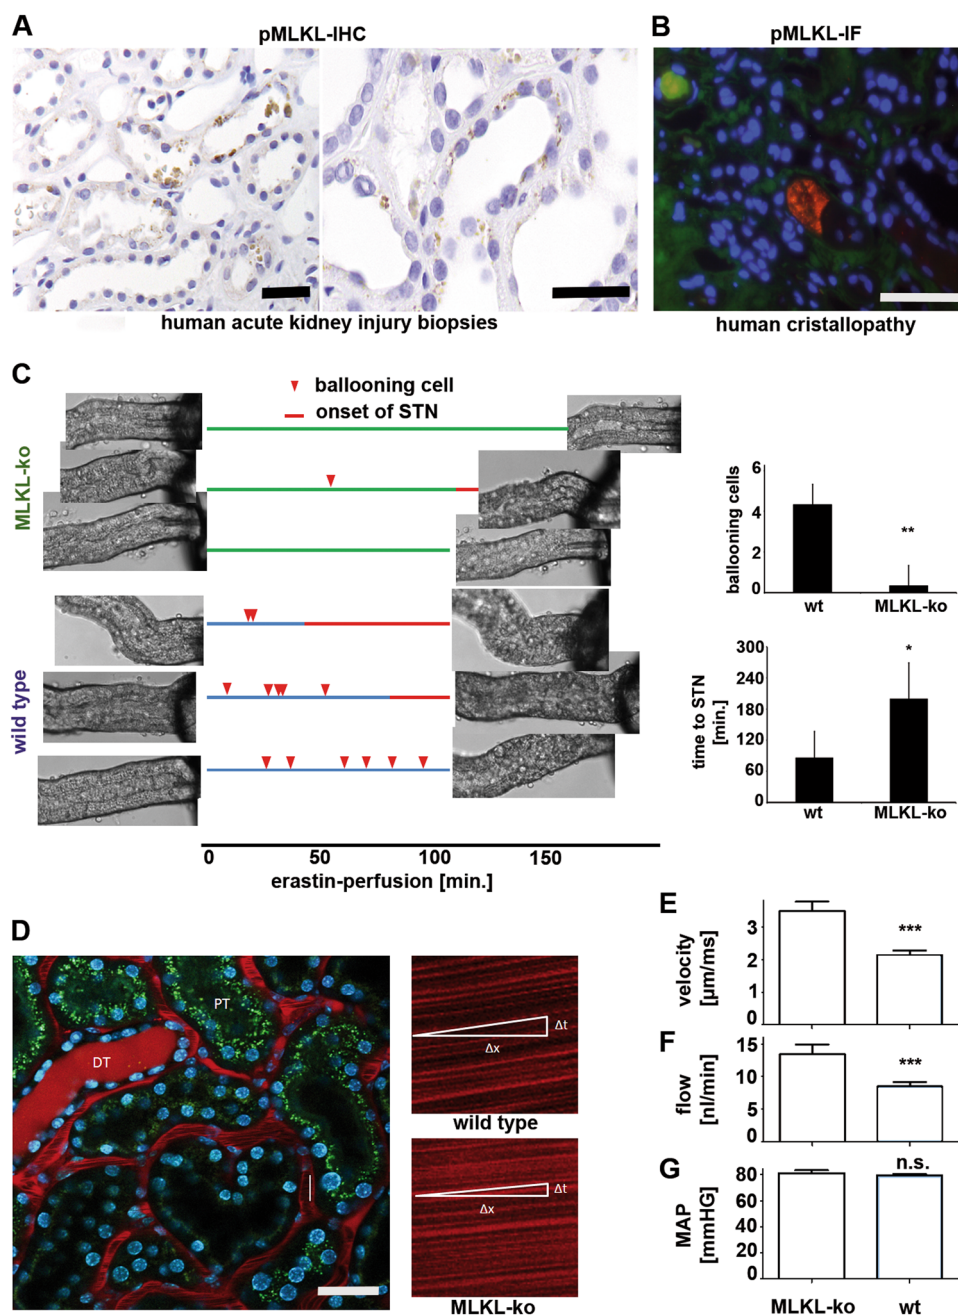 A
pMLKL-IHC
B
pMLKL-IF
human acute kidney injury biopsies
human cristallopathy
C
ballooning cell
onset of STN
MLKL-ko
wild type
0 50 100 150
erastin-perfusion [min.]
ballooning cells
6
4
2
0
**
wt MLKL-ko
time to STN
[min.]
300
240
180
120
60
0
*
wt MLKL-ko
D
PT
DT
Δt
Δx
wild type
Δt
Δx
MLKL-ko
E
velocity
[µm/ms]
3
2
1
0
***
F
flow
[nl/min]
15
10
5
0
***
G
MAP
[mmHG]
80
60
40
20
0
n.s.
MLKL-ko wt